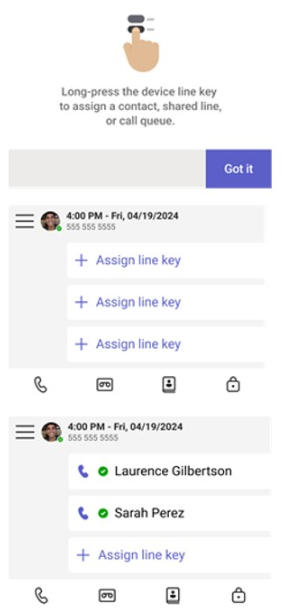 Long-press the device line key
to assign a contact, shared line,
or call queue.
Got it
4:00 PM - Fri, 04/19/2024
555 555 5555
+ Assign line key
+ Assign line key
+ Assign line key
4:00 PM - Fri, 04/19/2024
555 555 5555
Laurence Gilbertson
Sarah Perez
+ Assign line key